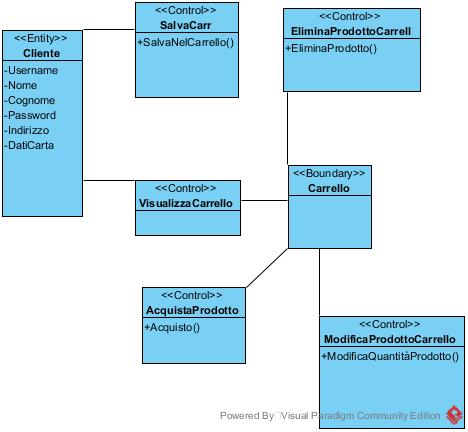 <<Entity>>
Cliente
-Username
-Nome
-Cognome
-Password
-Indirizzo
-DatiCarta
<<Control>>
SalvaCarr
+SalvaNelCarrello()
<<Control>>
EliminaProdottoCarrell
+EliminaProdotto()
<<Control>>
VisualizzaCarrello
<<Boundary>>
Carrello
<<Control>>
AcquistaProdotto
+Acquisto()
<<Control>>
ModificaProdottoCarrello
+ModificaQuantitàProdotto()
Powered By Visual Paradigm Community Edition